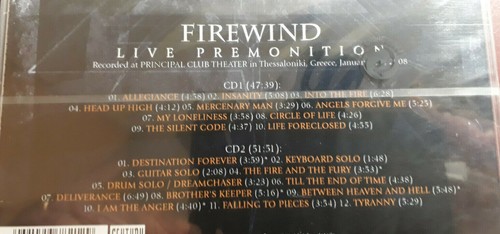 FIREWIND
LIVE PREMONITION
Recorded at PRINCIPAL CLUB THEATER in Thessaloniki, Greece, Januar 08
CD1 (47:39):
01. ALLEGIANCE (4:58) 02. INSANITY (5:08) 03. INTO THE FIRE (6:28)
04. HEAD UP HIGH (4:12) 05. MERCENARY MAN (3:29) 06. ANGELS FORGIVE ME (5:25)
07. MY LONELINESS (3:58) 08. CIRCLE OF LIFE (4:26)
09. THE SILENT CODE (4:37) 10. LIFE FORECLOSED (4:55)
CD2 (51:51):
01. DESTINATION FOREVER (3:59)* 02. KEYBOARD SOLO (1:48)
03. GUITAR SOLO (2:08) 04. THE FIRE AND THE FURY (3:53)*
05. DRUM SOLO / DREAMCHASER (3:23) 06. TILL THE END OF TIME (4:38)
07. DELIVERANCE (6:49) 08. BROTHER'S KEEPER (5:16)* 09. BETWEEN HEAVEN AND HELL (5:48)*
10. I AM THE ANGER (4:40)* 11. FALLING TO PIECES (3:54) 12. TYRANNY (5:29)
CENTURY